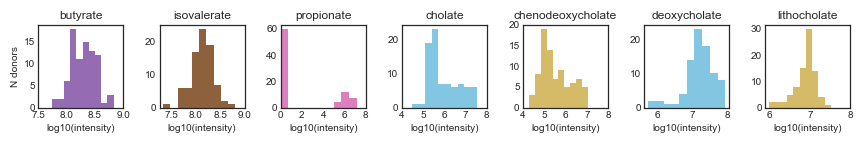 butyrate isovalerate propionate cholate chenodeoxycholate deoxycholate lithocholate
N donors
15 10 5 0
20 10 0
60 40 20 0
20 10 0
20 15 10 5 0
20 10 0
30 20 10 0
7.5 8.0 8.5 9.0 7.5 8.0 8.5 9.0 0 2 4 6 8 4 5 6 7 8 4 5 6 7 8 6 7 8 6 7 8
log10(intensity) log10(intensity) log10(intensity) log10(intensity) log10(intensity) log10(intensity) log10(intensity)